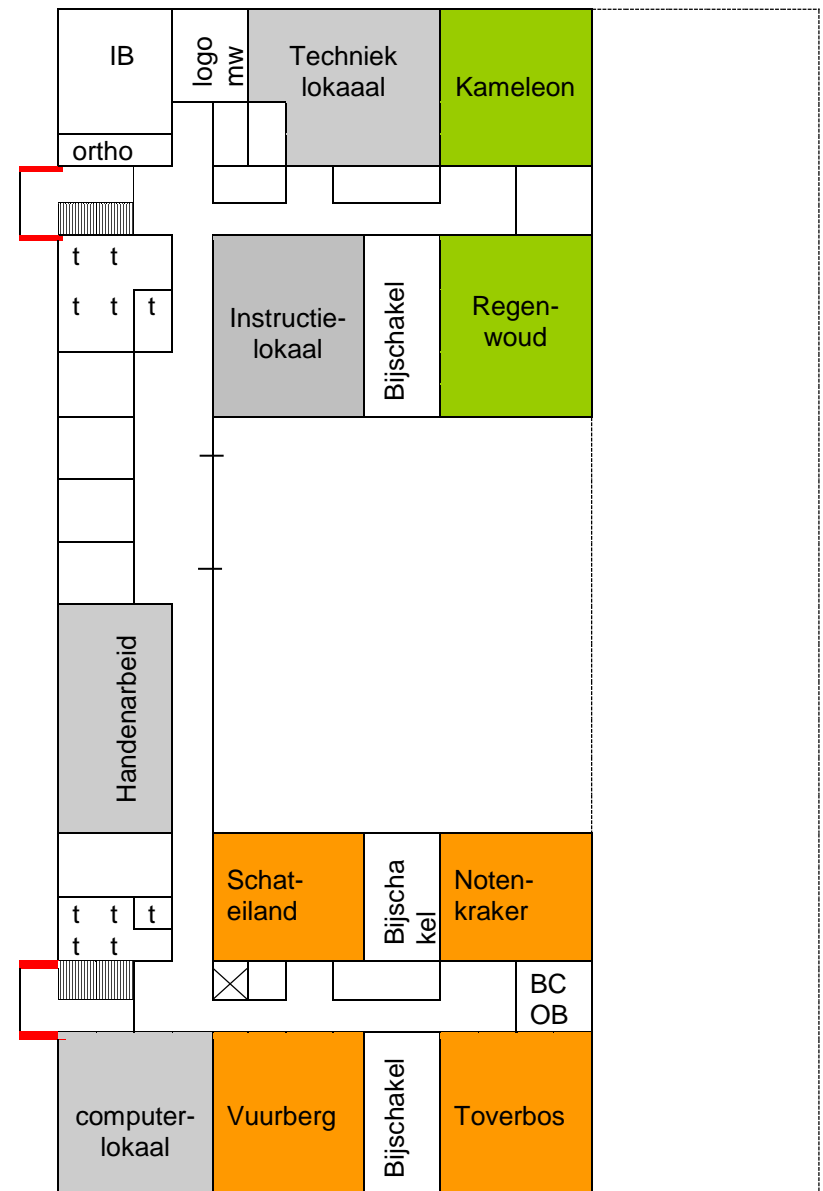 IB
logo
mw
Techniek
lokaaal
Kameleon
ortho
t t
t t t
Instructie-
lokaal
Bijschakel
Regen-
woud
Handenarbeid
Schat-
eiland
Bijscha
kel
Noten-
kraker
t t t
t t
BC
OB
computer-
lokaal
Vuurberg
Bijschakel
Toverbos